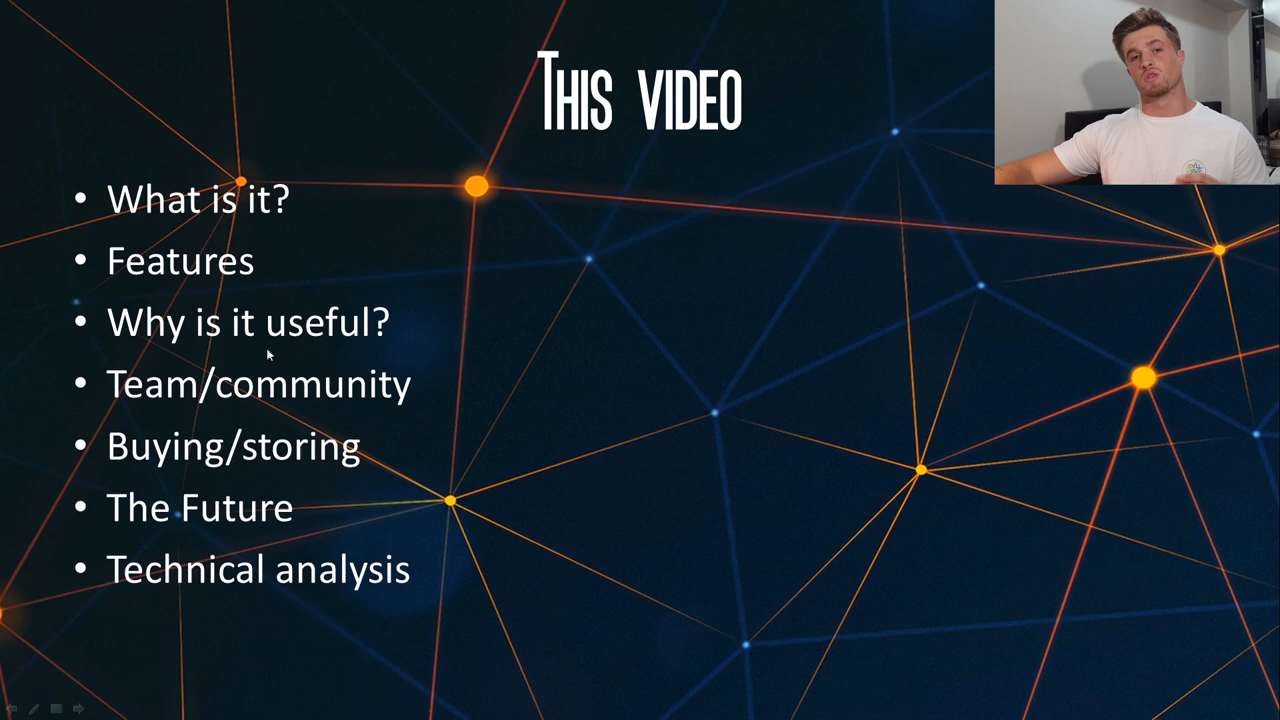 This video
• What is it?
• Features
• Why is it useful?
• Team/community
• Buying/storing
• The Future
• Technical analysis